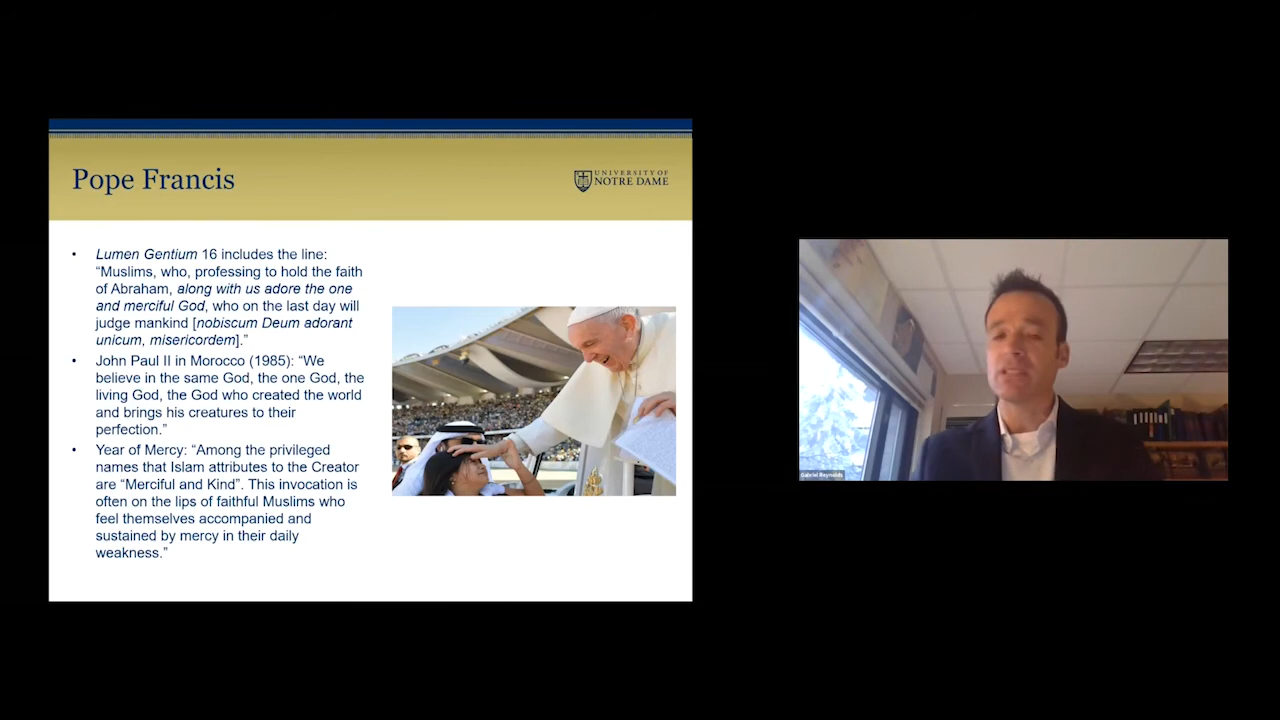 Pope Francis
UNIVERSITY OF
NOTRE DAME
• Lumen Gentium 16 includes the line:
“Muslims, who, professing to hold the faith
of Abraham, along with us adore the one
and merciful God, who on the last day will
judge mankind [nobiscum Deum adorant
unicum, misericordem].”
• John Paul II in Morocco (1985): “We
believe in the same God, the one God, the
living God, the God who created the world
and brings his creatures to their
perfection.”
• Year of Mercy: “Among the privileged
names that Islam attributes to the Creator
are “Merciful and Kind”. This invocation is
often on the lips of faithful Muslims who
feel themselves accompanied and
sustained by mercy in their daily
weakness.”
Gabriel Reynolds